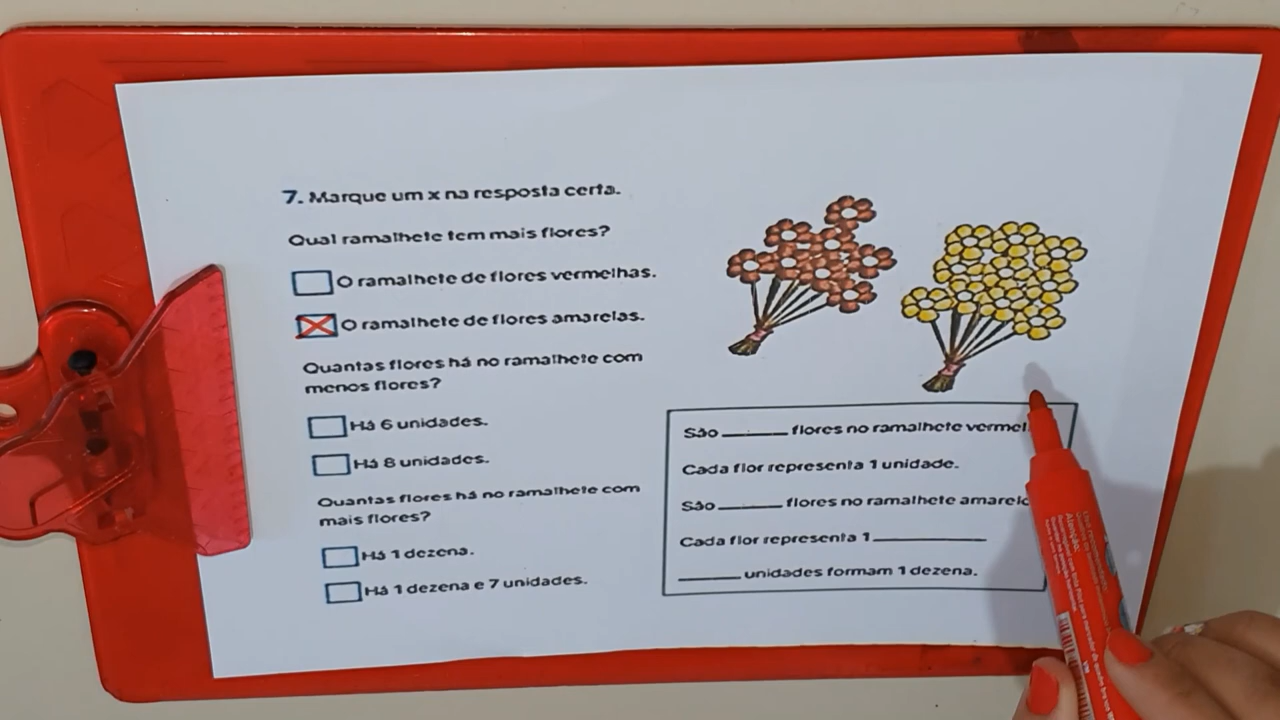 7. Marque um x na resposta certa.
Qual ramalhete tem mais flores?
O ramalhete de flores vermelhas.
O ramalhete de flores amarelas.
Quantas flores há no ramalhete com
menos flores?
Há 6 unidades.
Há 8 unidades.
Quantas flores há no ramalhete com
mais flores?
Há 1 dezena.
Há 1 dezena e 7 unidades.
São ______ flores no ramalhete vermel
Cada flor representa 1 unidade.
São ______ flores no ramalhete amarelo
Cada flor representa 1 __________
______ unidades formam 1 dezena.